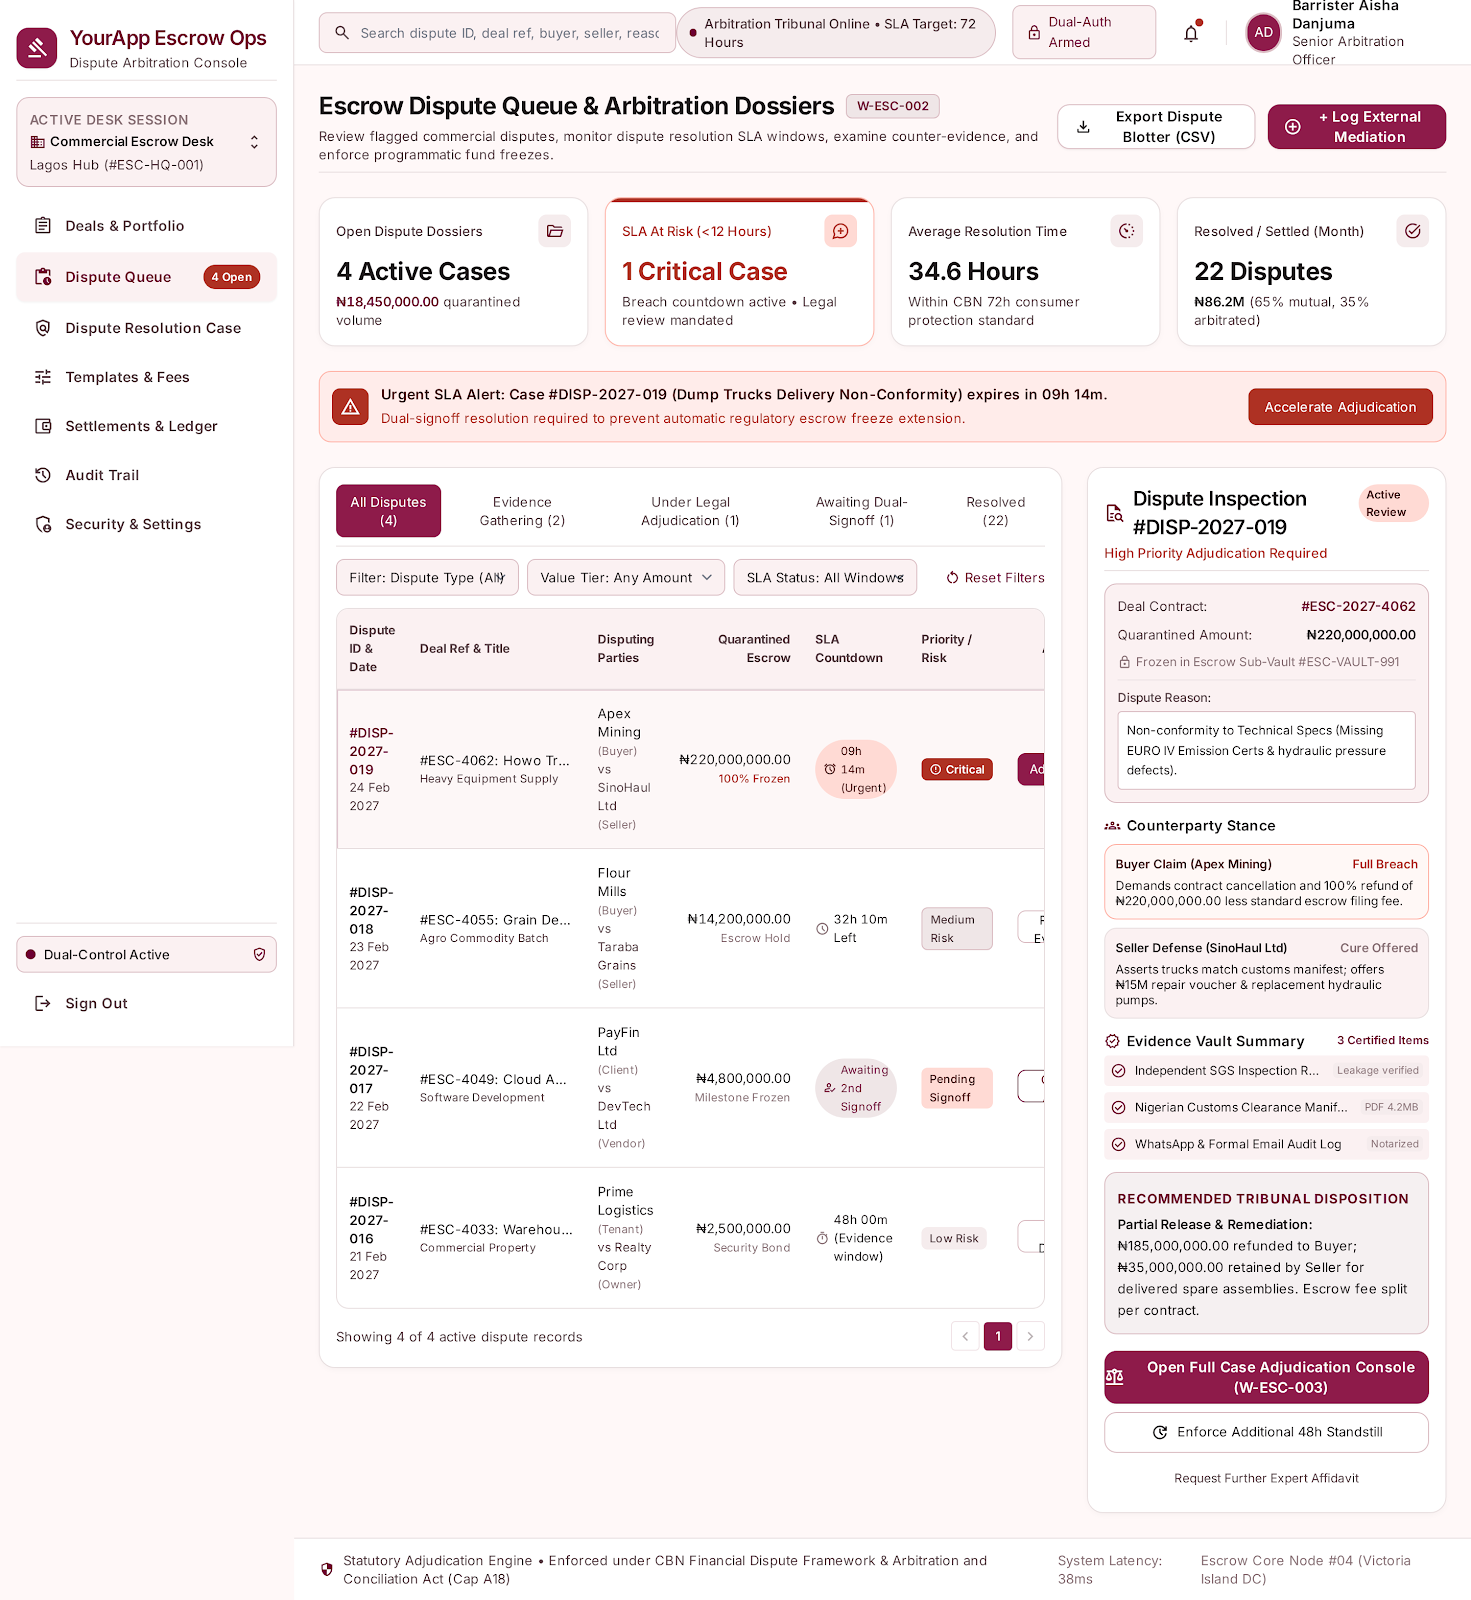 YourApp Escrow Ops
Dispute Arbitration Console
ACTIVE DESK SESSION
Commercial Escrow Desk
Lagos Hub (#ESC-HQ-001)
Deals & Portfolio
Dispute Queue
4 Open
Dispute Resolution Case
Templates & Fees
Settlements & Ledger
Audit Trail
Security & Settings
Dual-Control Active
Sign Out
Search dispute ID, deal ref, buyer, seller, reasc
Arbitration Tribunal Online • SLA Target: 72
Hours
Dual-Auth
Armed
AD
Barrister Aisha
Danjuma
Senior Arbitration
Officer
Escrow Dispute Queue & Arbitration Dossiers
W-ESC-002
Review flagged commercial disputes, monitor dispute resolution SLA windows, examine counter-evidence, and
enforce programmatic fund freezes.
Export Dispute
Blotter (CSV)
+ Log External
Mediation
Open Dispute Dossiers
4 Active Cases
₦18,450,000.00 quarantined
volume
SLA At Risk (<12 Hours)
1 Critical Case
Breach countdown active • Legal
review mandated
Average Resolution Time
34.6 Hours
Within CBN 72h consumer
protection standard
Resolved / Settled (Month)
22 Disputes
₦86.2M (65% mutual, 35%
arbitrated)
Urgent SLA Alert: Case #DISP-2027-019 (Dump Trucks Delivery Non-Conformity) expires in 09h 14m.
Dual-signoff resolution required to prevent automatic regulatory escrow freeze extension.
Accelerate Adjudication
All Disputes
(4)
Evidence
Gathering (2)
Under Legal
Adjudication (1)
Awaiting Dual-
Signoff (1)
Resolved
(22)
Filter: Dispute Type (All)
Value Tier: Any Amount
SLA Status: All Windows
Reset Filters
Dispute
ID &
Date
Deal Ref & Title
Disputing
Parties
Quarantined
Escrow
SLA
Countdown
Priority /
Risk
#DISP-
2027-
019
24 Feb
2027
#ESC-4062: Howo Tr...
Heavy Equipment Supply
Apex
Mining
(Buyer)
vs
SinoHaul
Ltd
(Seller)
₦220,000,000.00
100% Frozen
09h
14m
(Urgent)
Critical
Ad
#DISP-
2027-
018
23 Feb
2027
#ESC-4055: Grain De...
Agro Commodity Batch
Flour
Mills
(Buyer)
vs
Taraba
Grains
(Seller)
₦14,200,000.00
Escrow Hold
32h 10m
Left
Medium
Risk
#DISP-
2027-
017
22 Feb
2027
#ESC-4049: Cloud A...
Software Development
PayFin
Ltd
(Client)
vs
DevTech
Ltd
(Vendor)
₦4,800,000.00
Milestone Frozen
Awaiting
2nd
Signoff
Pending
Signoff
#DISP-
2027-
016
21 Feb
2027
#ESC-4033: Warehou...
Commercial Property
Prime
Logistics
(Tenant)
vs Realty
Corp
(Owner)
₦2,500,000.00
Security Bond
48h 00m
(Evidence
window)
Low Risk
Showing 4 of 4 active dispute records
1
Dispute Inspection
#DISP-2027-019
Active
Review
High Priority Adjudication Required
Deal Contract:
#ESC-2027-4062
Quarantined Amount:
₦220,000,000.00
Frozen in Escrow Sub-Vault #ESC-VAULT-991
Dispute Reason:
Non-conformity to Technical Specs (Missing
EURO IV Emission Certs & hydraulic pressure
defects).
Counterparty Stance
Buyer Claim (Apex Mining)
Full Breach
Demands contract cancellation and 100% refund of
₦220,000,000.00 less standard escrow filing fee.
Seller Defense (SinoHaul Ltd)
Cure Offered
Asserts trucks match customs manifest; offers
₦15M repair voucher & replacement hydraulic
pumps.
Evidence Vault Summary
3 Certified Items
Independent SGS Inspection R...
Leakage verified
Nigerian Customs Clearance Manif...
PDF 4.2MB
WhatsApp & Formal Email Audit Log
Notarized
RECOMMENDED TRIBUNAL DISPOSITION
Partial Release & Remediation:
₦185,000,000.00 refunded to Buyer;
₦35,000,000.00 retained by Seller for
delivered spare assemblies. Escrow fee split
per contract.
Open Full Case Adjudication Console
(W-ESC-003)
Enforce Additional 48h Standstill
Request Further Expert Affidavit
Statutory Adjudication Engine • Enforced under CBN Financial Dispute Framework & Arbitration and
Conciliation Act (Cap A18)
System Latency:
38ms
Escrow Core Node #04 (Victoria
Island DC)